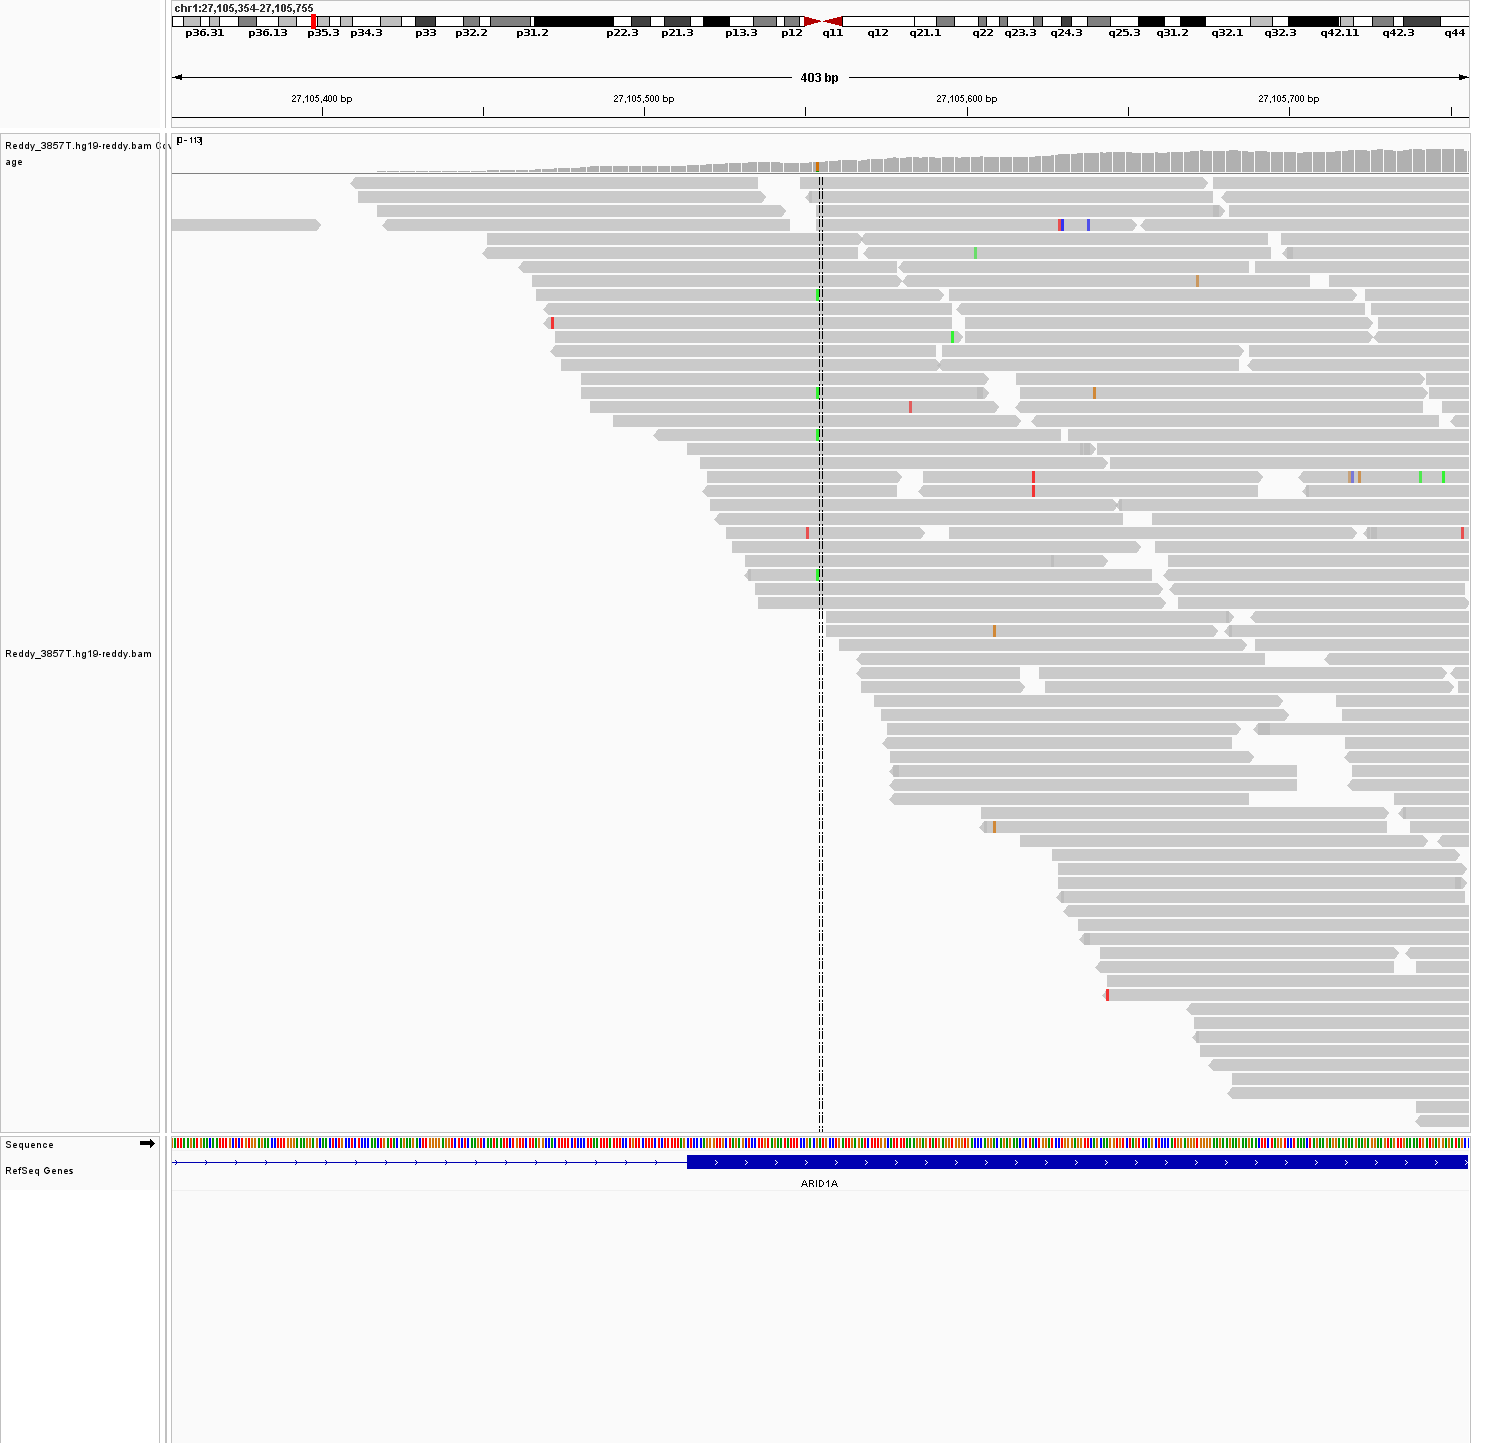 chr1:27,105,354-27,105,755
p36.31 p36.13 p35.3 p34.3 p33 p32.2 p31.2 p22.3 p21.3 p13.3 p12 q11 q12 q21.1 q22 q23.3 q24.3 q25.3 q31.2 q32.1 q32.3 q42.11 q42.3 q44
403 bp
27,105,400 bp 27,105,500 bp 27,105,600 bp 27,105,700 bp
[0 - 113]
Reddy_3857T.hg19-reddy.bam Cov
age
Reddy_3857T.hg19-reddy.bam
Sequence
RefSeq Genes
ARID1A